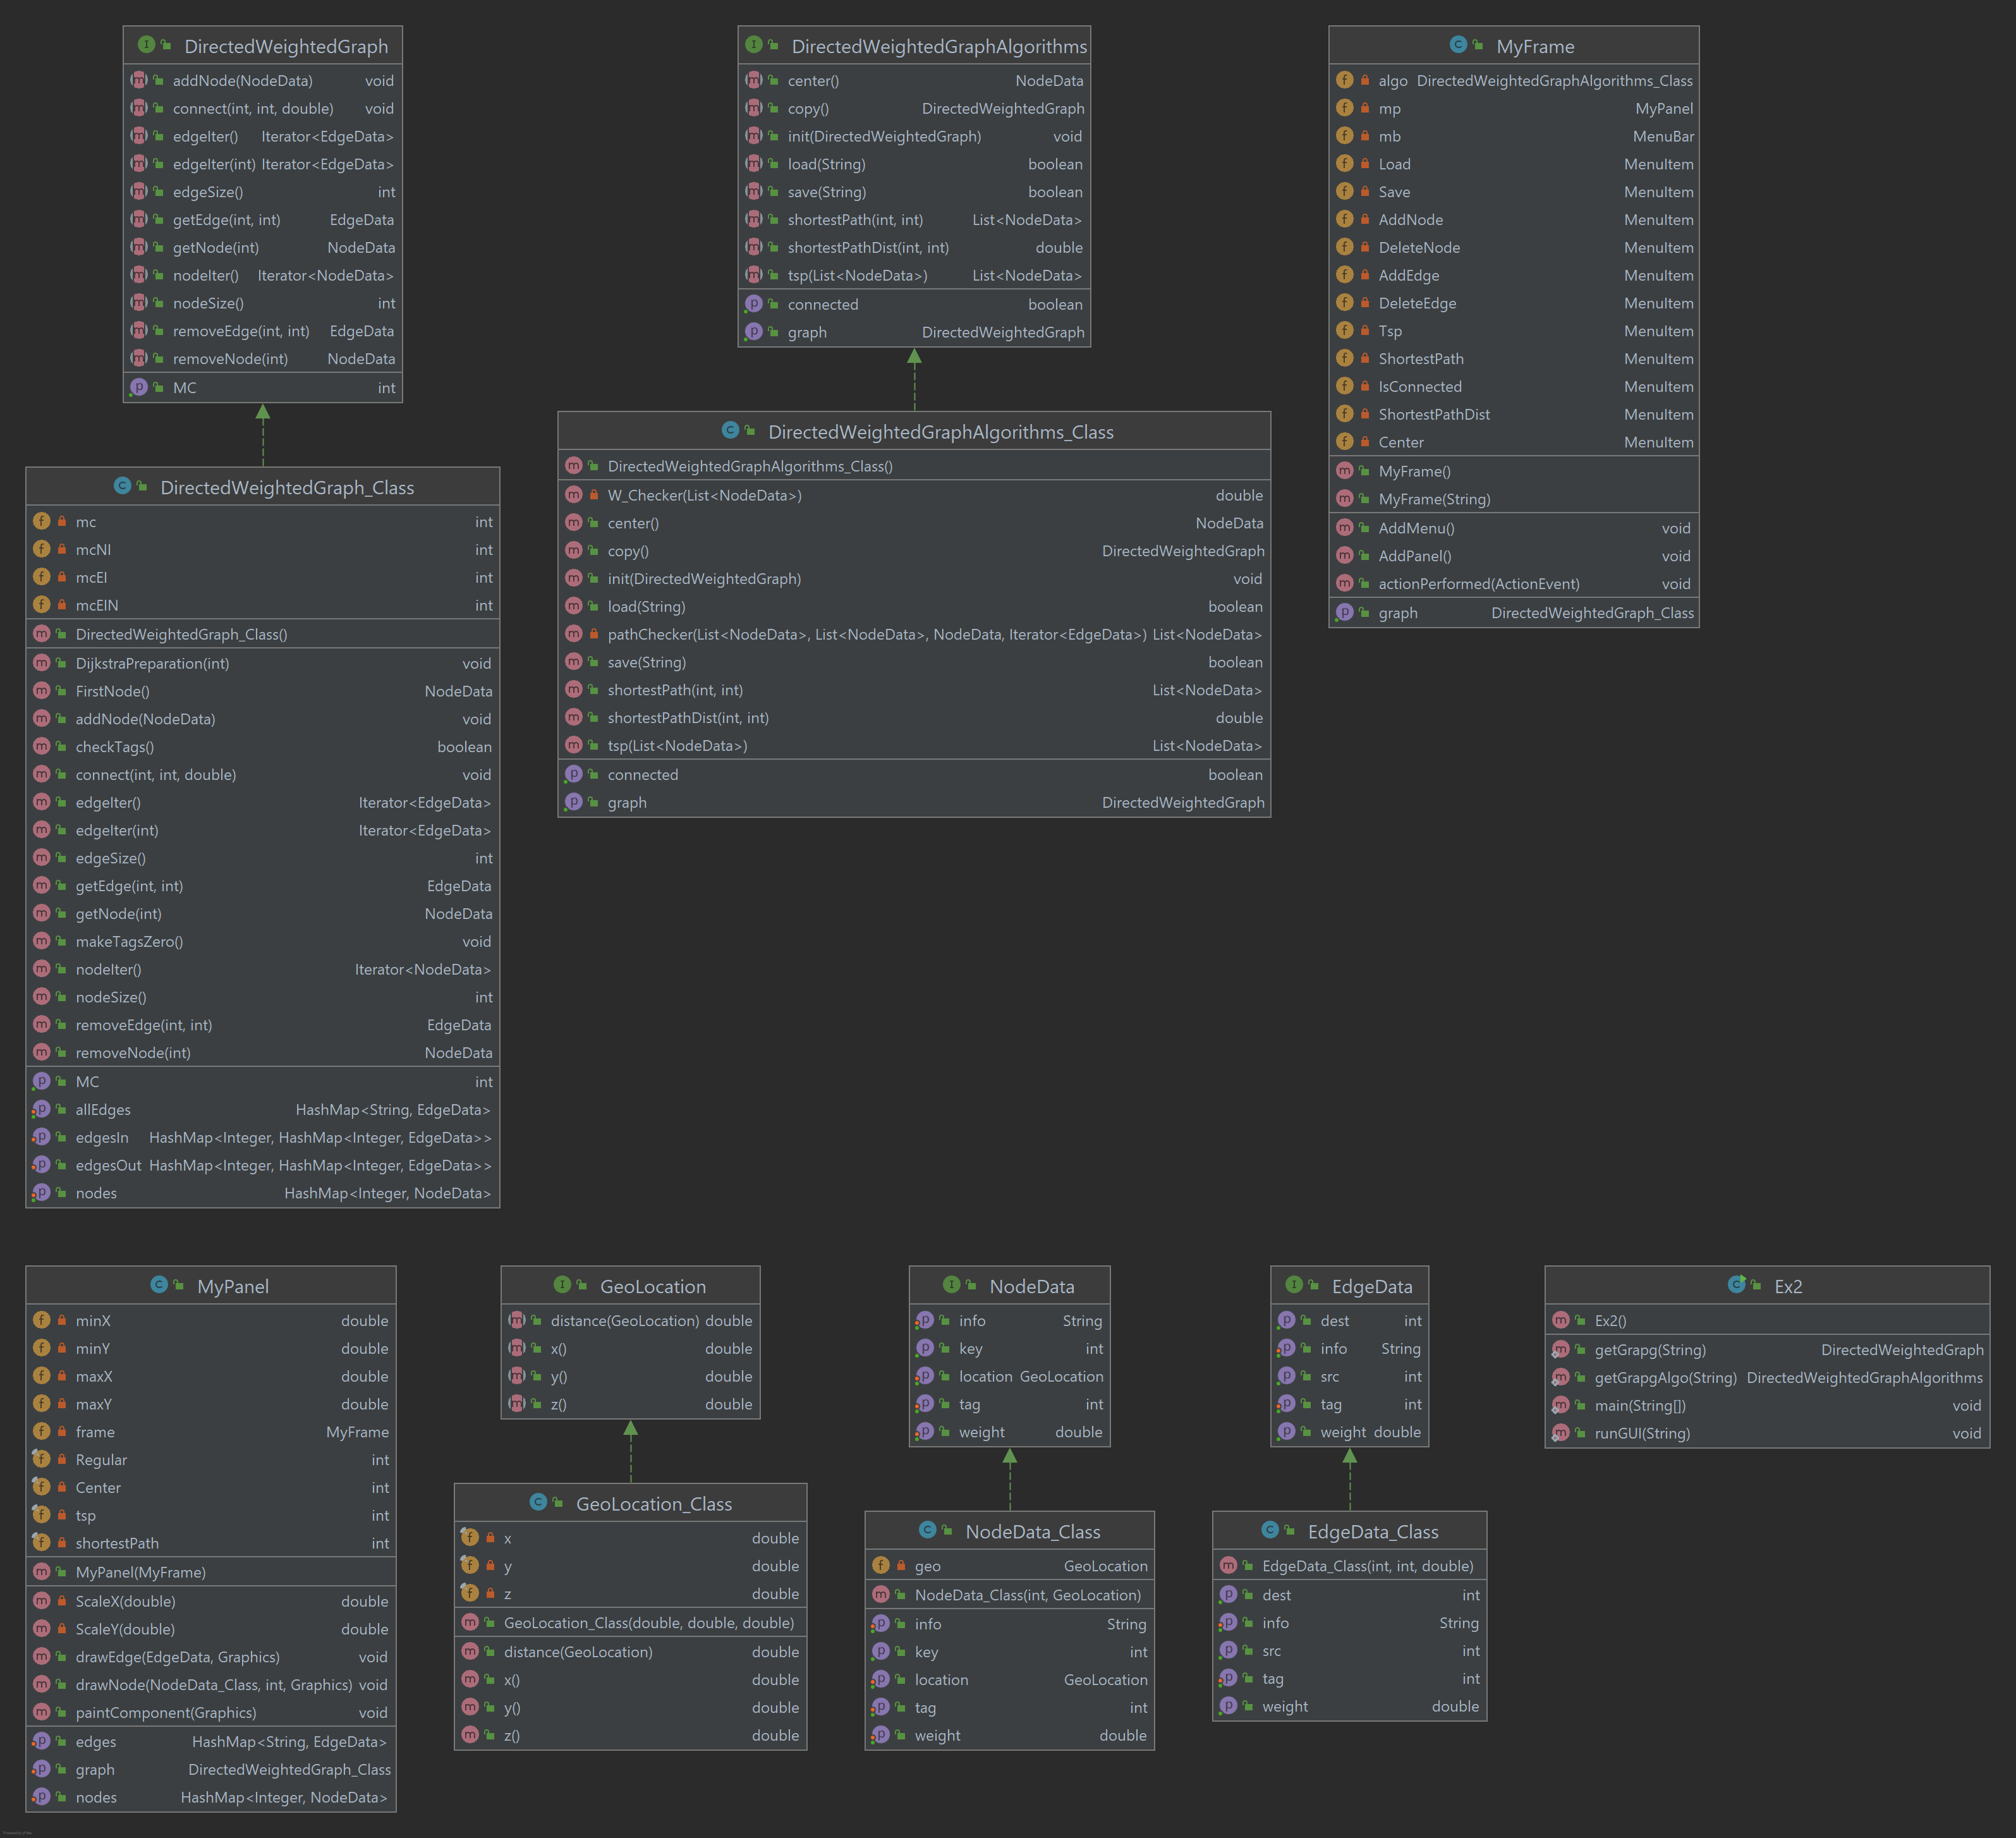 DirectedWeightedGraph
addNode(NodeData) void
connect(int, int, double) void
edgeIter() Iterator<EdgeData>
edgeIter(int) Iterator<EdgeData>
edgeSize() int
getEdge(int, int) EdgeData
getNode(int) NodeData
nodeIter() Iterator<NodeData>
nodeSize() int
removeEdge(int, int) EdgeData
removeNode(int) NodeData
MC int
DirectedWeightedGraphAlgorithms
center() NodeData
copy() DirectedWeightedGraph
init(DirectedWeightedGraph) void
load(String) boolean
save(String) boolean
shortestPath(int, int) List<NodeData>
shortestPathDist(int, int) double
tsp(List<NodeData>) List<NodeData>
connected boolean
graph DirectedWeightedGraph
MyFrame
algo DirectedWeightedGraphAlgorithms_Class
mp MyPanel
mb MenuBar
Load MenuItem
Save MenuItem
AddNode MenuItem
DeleteNode MenuItem
AddEdge MenuItem
DeleteEdge MenuItem
Tsp MenuItem
ShortestPath MenuItem
IsConnected MenuItem
ShortestPathDist MenuItem
Center MenuItem
MyFrame()
MyFrame(String)
AddMenu() void
AddPanel() void
actionPerformed(ActionEvent) void
graph DirectedWeightedGraph_Class
DirectedWeightedGraph_Class
mc int
mcNI int
mcEI int
mcEIN int
DirectedWeightedGraph_Class()
DijkstraPreparation(int) void
FirstNode() NodeData
addNode(NodeData) void
checkTags() boolean
connect(int, int, double) void
edgeIter() Iterator<EdgeData>
edgeIter(int) Iterator<EdgeData>
edgeSize() int
getEdge(int, int) EdgeData
getNode(int) NodeData
makeTagsZero() void
nodeIter() Iterator<NodeData>
nodeSize() int
removeEdge(int, int) EdgeData
removeNode(int) NodeData
MC int
allEdges HashMap<String, EdgeData>
edgesIn HashMap<Integer, HashMap<Integer, EdgeData>>
edgesOut HashMap<Integer, HashMap<Integer, EdgeData>>
nodes HashMap<Integer, NodeData>
DirectedWeightedGraphAlgorithms_Class
DirectedWeightedGraphAlgorithms_Class()
W_Checker(List<NodeData>) double
center() NodeData
copy() DirectedWeightedGraph
init(DirectedWeightedGraph) void
load(String) boolean
pathChecker(List<NodeData>, List<NodeData>, NodeData, Iterator<EdgeData>) List<NodeData>
save(String) boolean
shortestPath(int, int) List<NodeData>
shortestPathDist(int, int) double
tsp(List<NodeData>) List<NodeData>
connected boolean
graph DirectedWeightedGraph
MyPanel
minX double
minY double
maxX double
maxY double
frame MyFrame
Regular int
Center int
tsp int
shortestPath int
MyPanel(MyFrame)
ScaleX(double) double
ScaleY(double) double
drawEdge(EdgeData, Graphics) void
drawNode(NodeData_Class, int, Graphics) void
paintComponent(Graphics) void
edges HashMap<String, EdgeData>
graph DirectedWeightedGraph_Class
nodes HashMap<Integer, NodeData>
GeoLocation
distance(GeoLocation) double
x() double
y() double
z() double
GeoLocation_Class
x double
y double
z double
GeoLocation_Class(double, double, double)
distance(GeoLocation) double
x() double
y() double
z() double
NodeData
info String
key int
location GeoLocation
tag int
weight double
NodeData_Class
geo GeoLocation
NodeData_Class(int, GeoLocation)
info String
key int
location GeoLocation
tag int
weight double
EdgeData
dest int
info String
src int
tag int
weight double
EdgeData_Class
EdgeData_Class(int, int, double)
dest int
info String
src int
tag int
weight double
Ex2
Ex2()
getGrapg(String) DirectedWeightedGraph
getGrapgAlgo(String) DirectedWeightedGraphAlgorithms
main(String[]) void
runGUI(String) void